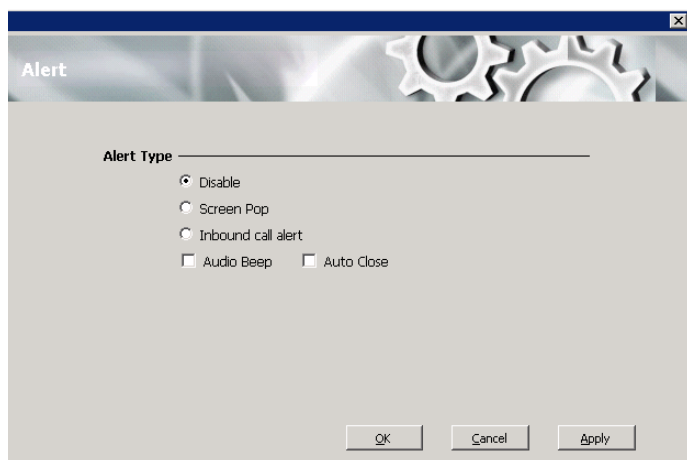 Alert
Alert Type
Disable
Screen Pop
Inbound call alert
Audio Beep Auto Close
OK Cancel Apply